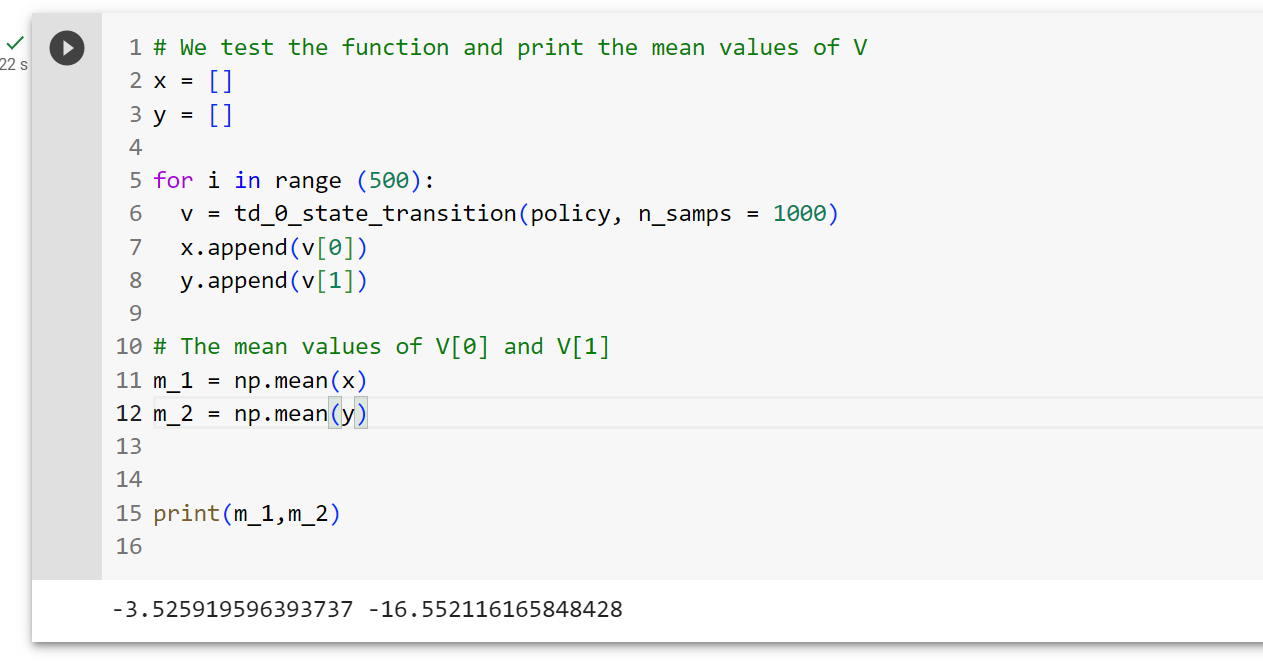 1 # We test the function and print the mean values of V
22 s
2 x = []
3 y = []
4
5 for i in range (500):
6   v = td_0_state_transition(policy, n_samps = 1000)
7   x.append(v[0])
8   y.append(v[1])
9
10 # The mean values of V[0] and V[1]
11 m_1 = np.mean(x)
12 m_2 = np.mean(y)
13
14
15 print(m_1,m_2)
16
-3.525919596393737 -16.552116165848428